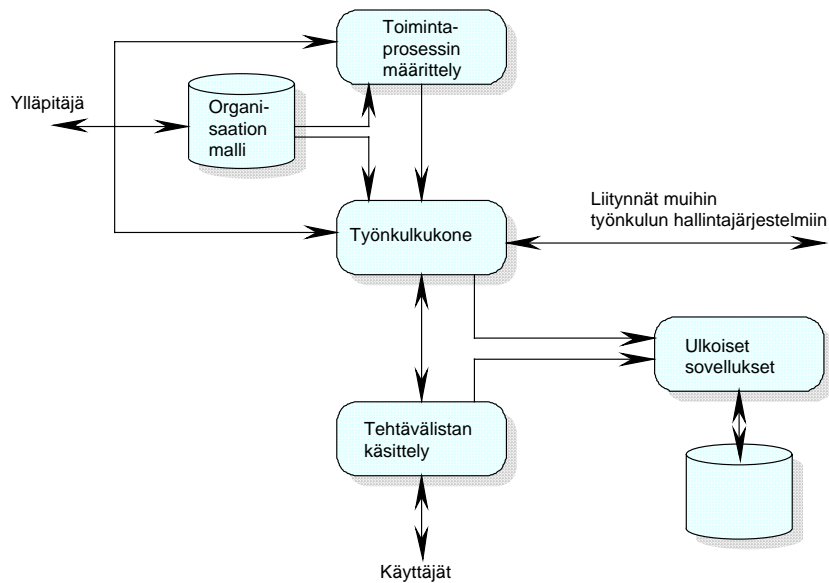 Toiminta-
prosessin
määrittely
Ylläpitäjä
Organi-
saation
malli
Liitynnät muihin
työnkulun hallintajärjestelmiin
Työnkulkukone
Ulkoiset
sovellukset
Tehtävälistan
käsittely
Käyttäjät